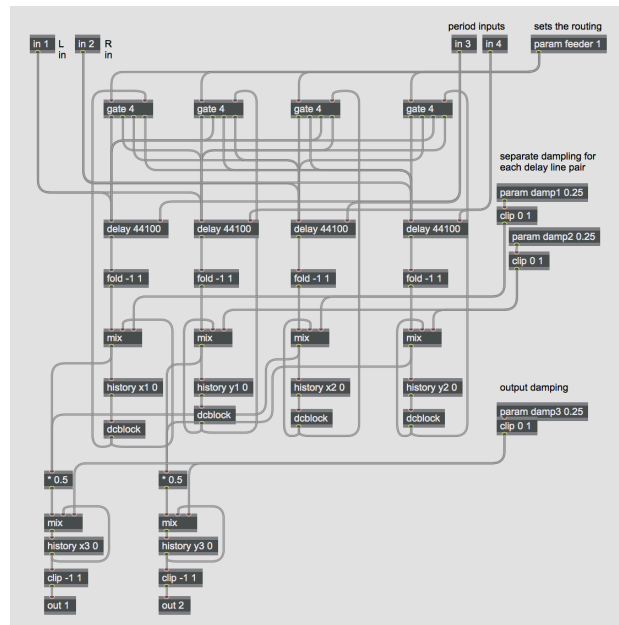 period inputs
sets the routing
in 1
L
in
in 2
R
in
in 3
in 4
param feeder 1
gate 4
gate 4
gate 4
gate 4
separate dampling for
each delay line pair
param damp1 0.25
clip 0 1
param damp2 0.25
clip 0 1
delay 44100
delay 44100
delay 44100
delay 44100
fold -1 1
fold -1 1
fold -1 1
fold -1 1
mix
mix
mix
mix
history x1 0
history y1 0
history x2 0
history y2 0
output damping
dcblock
dcblock
dcblock
dcblock
param damp3 0.25
clip 0 1
* 0.5
* 0.5
mix
mix
history x3 0
history y3 0
clip -1 1
clip -1 1
out 1
out 2